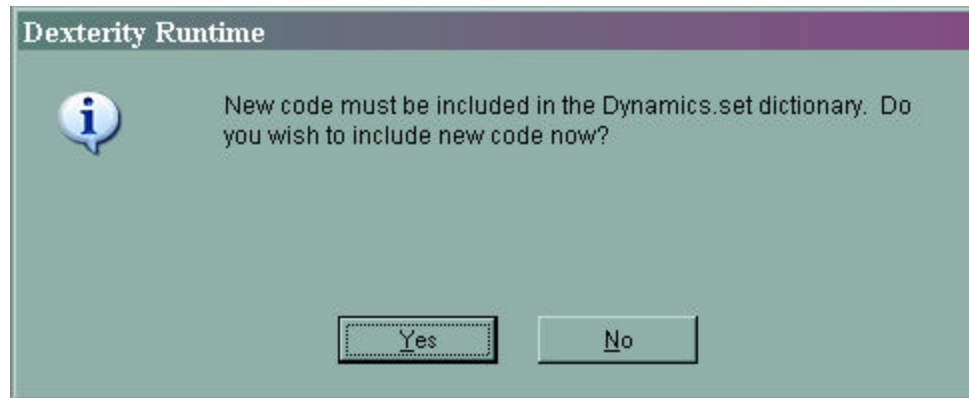 Dexterity Runtime
New code must be included in the Dynamics.set dictionary.  Do
you wish to include new code now?
Yes
No